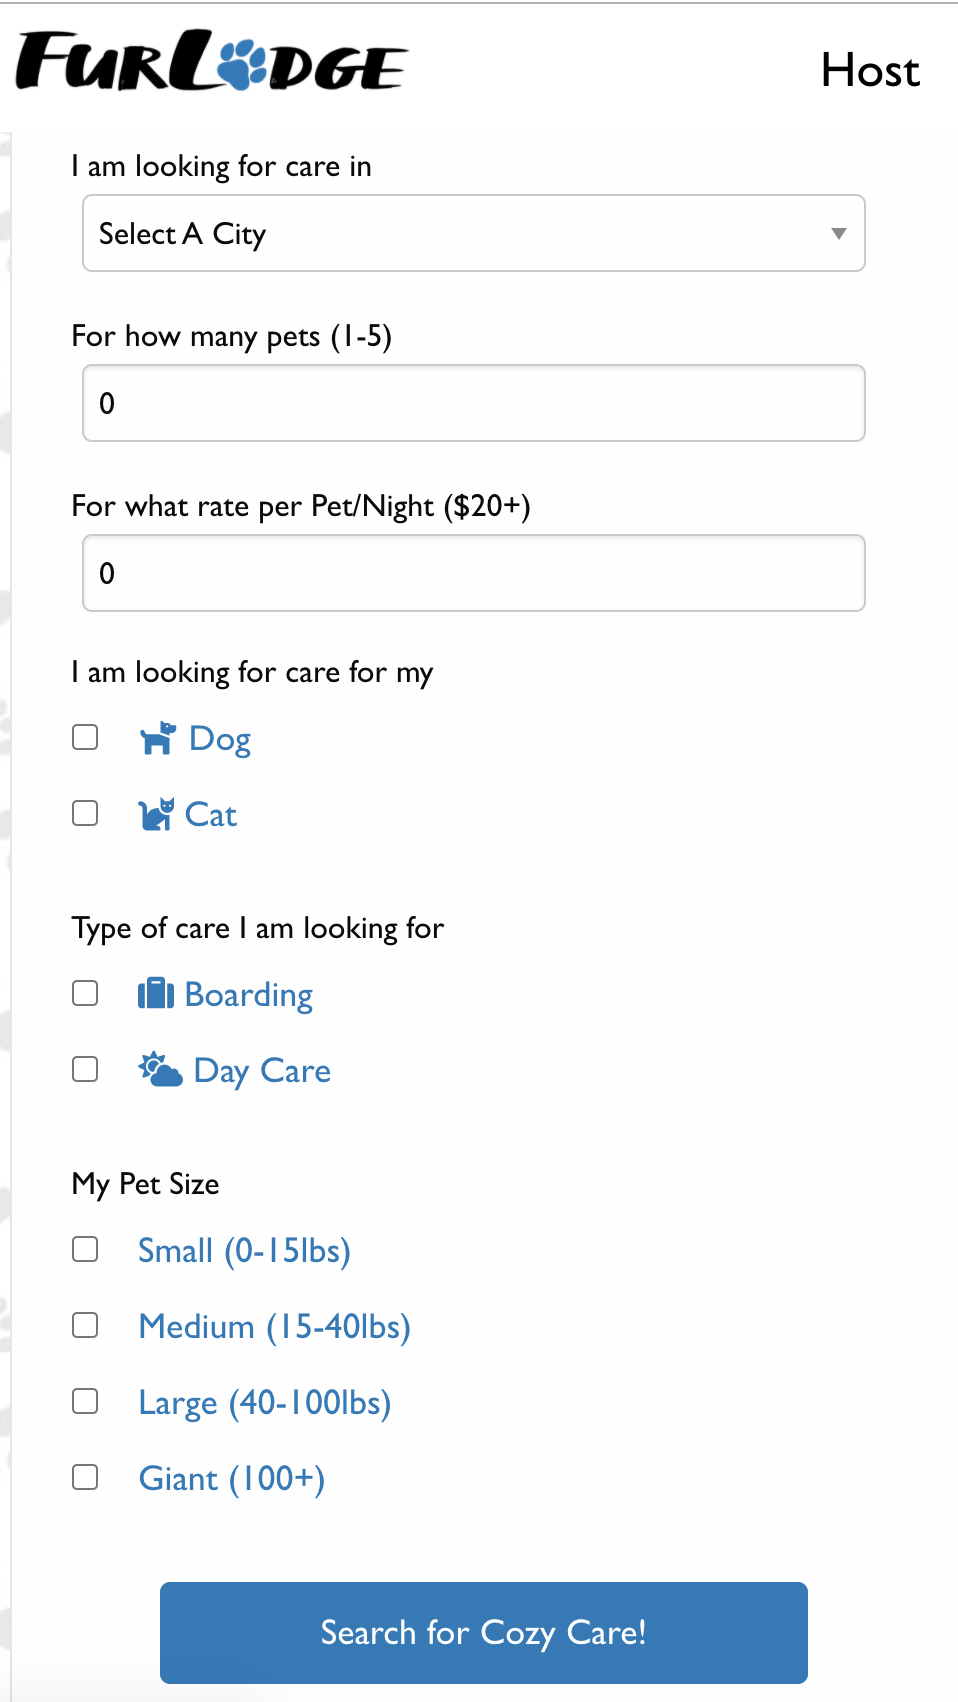 FURLODGE
Host
I am looking for care in
Select A City
For how many pets (1-5)
0
For what rate per Pet/Night ($20+)
0
I am looking for care for my
Dog
Cat
Type of care I am looking for
Boarding
Day Care
My Pet Size
Small (0-15lbs)
Medium (15-40lbs)
Large (40-100lbs)
Giant (100+)
Search for Cozy Care!